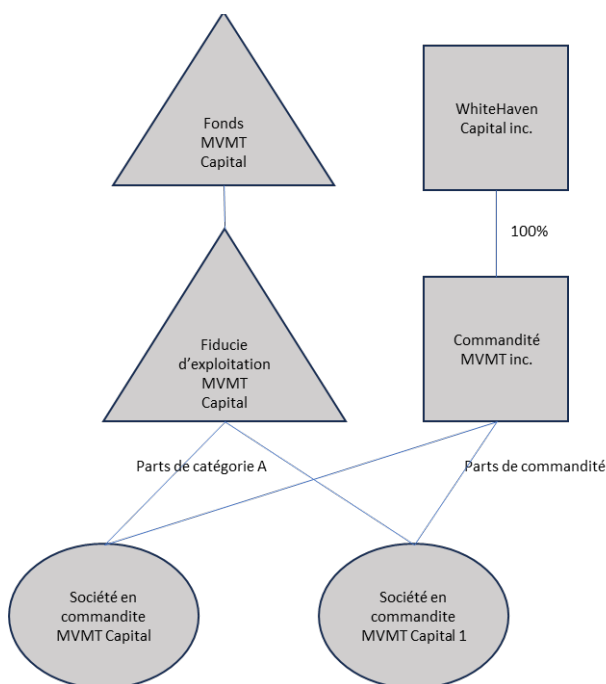 Fonds
MVMT
Capital
WhiteHaven
Capital inc.
100%
Fiducie
d'exploitation
MVMT
Capital
Commandité
MVMT inc.
Parts de catégorie A
Parts de commandité
Société en
commandite
MVMT Capital
Société en
commandite
MVMT Capital 1